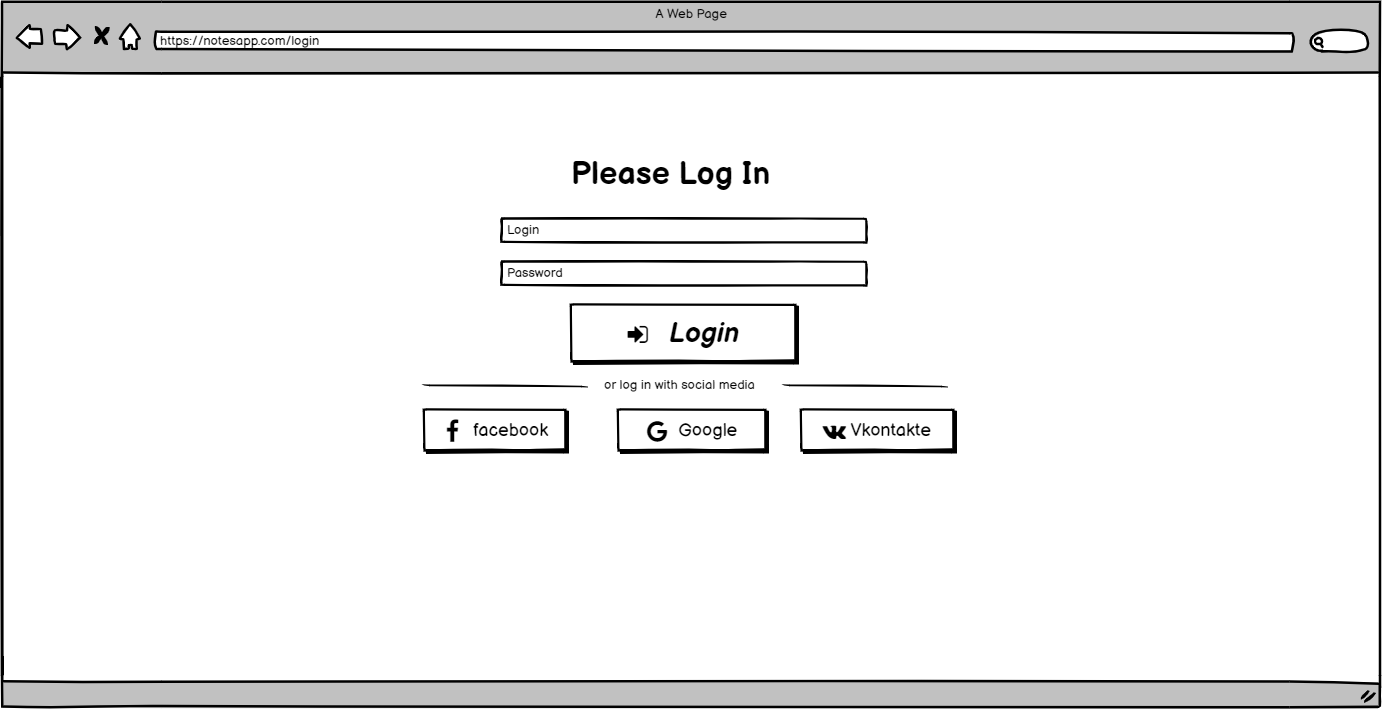 A Web Page
https://notesapp.com/login
Please Log In
Login
Password
Login
or log in with social media
facebook
Google
Vkontakte